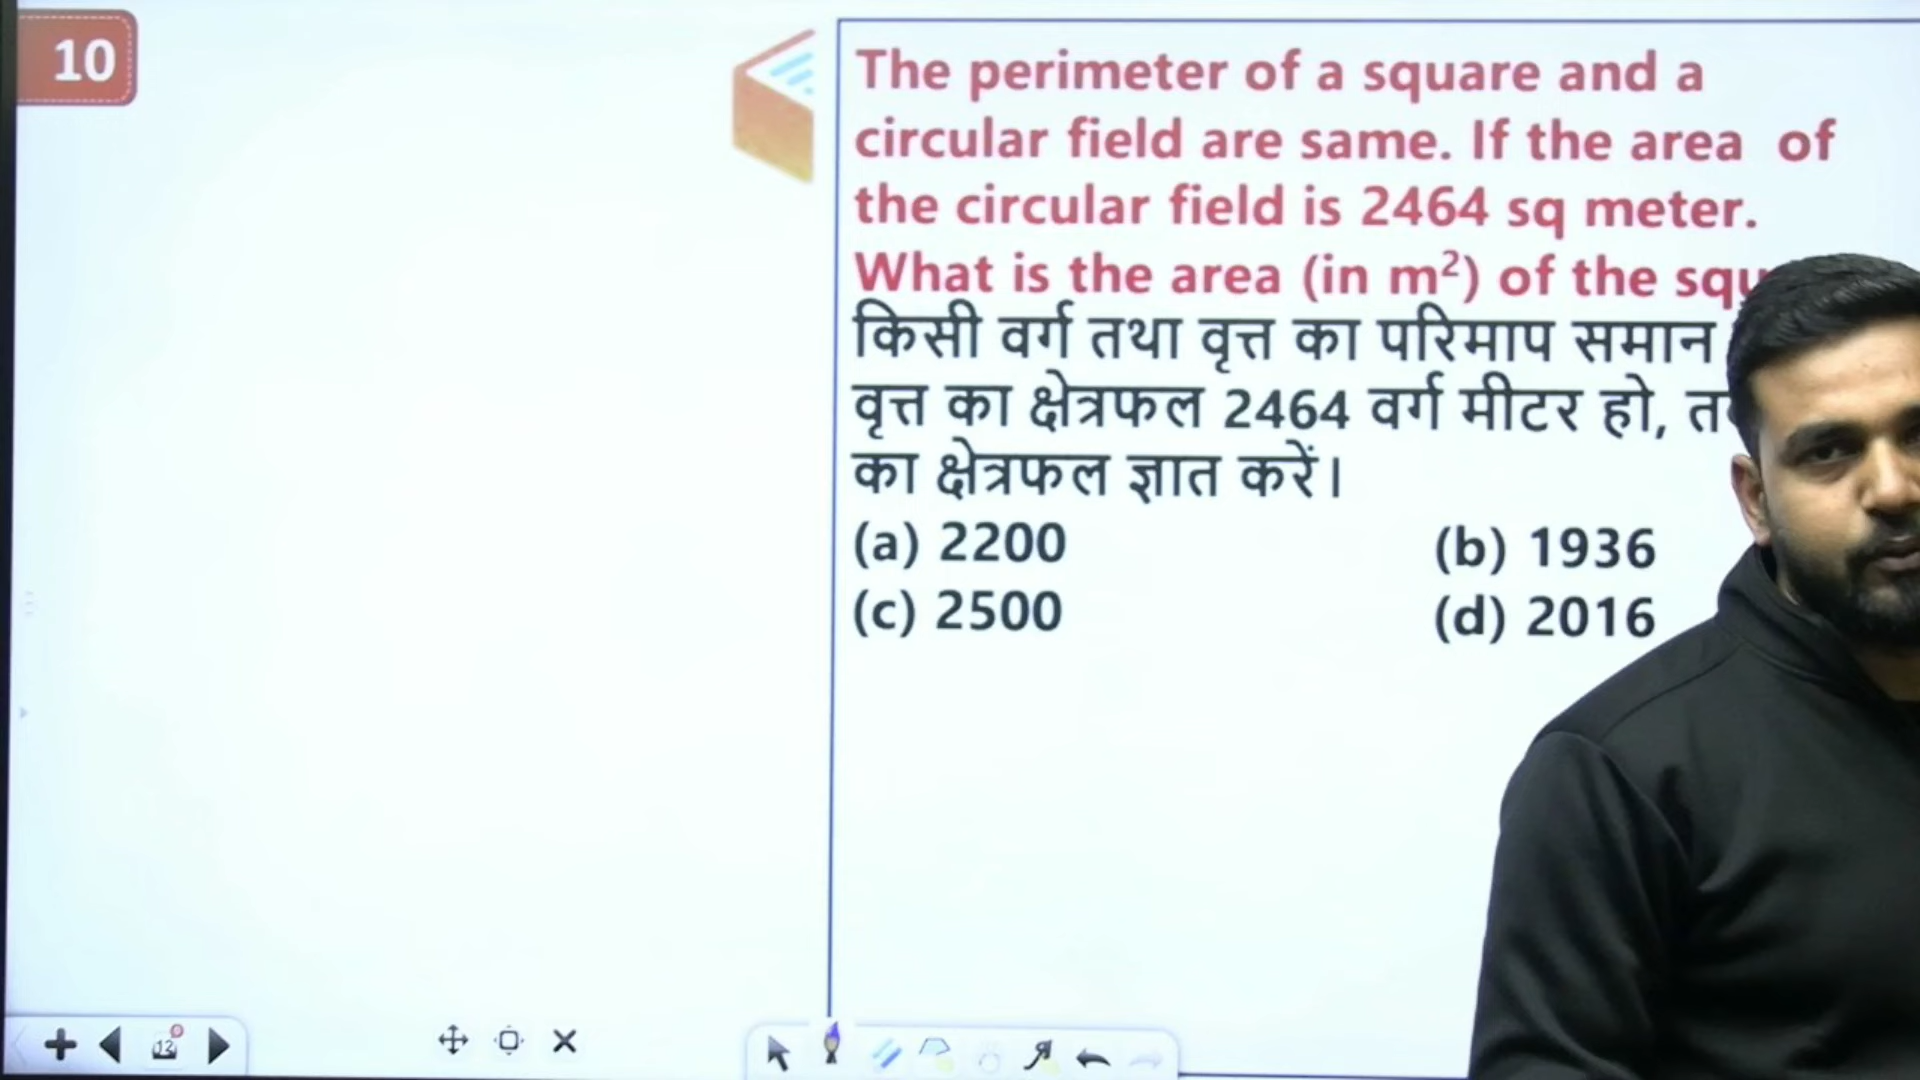 10
The perimeter of a square and a
circular field are same. If the area of
the circular field is 2464 sq meter.
What is the area (in m²) of the
किसी वर्ग तथा वृत्त का परिमाप समान
वृत्त का क्षेत्रफल 2464 वर्ग मीटर हो,
का क्षेत्रफल ज्ञात करें।
(a) 2200 (b) 1936
(c) 2500 (d) 2016
12